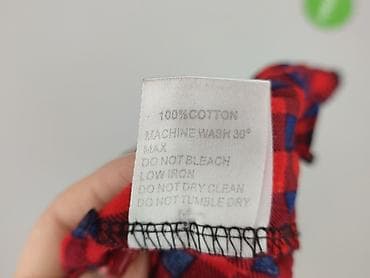 100%COTTON
MACHINE WASH 30°
MAX
DO NOT BLEACH
LOW IRON
DO NOT DRY CLEAN
DO NOT TUMBLE DRY